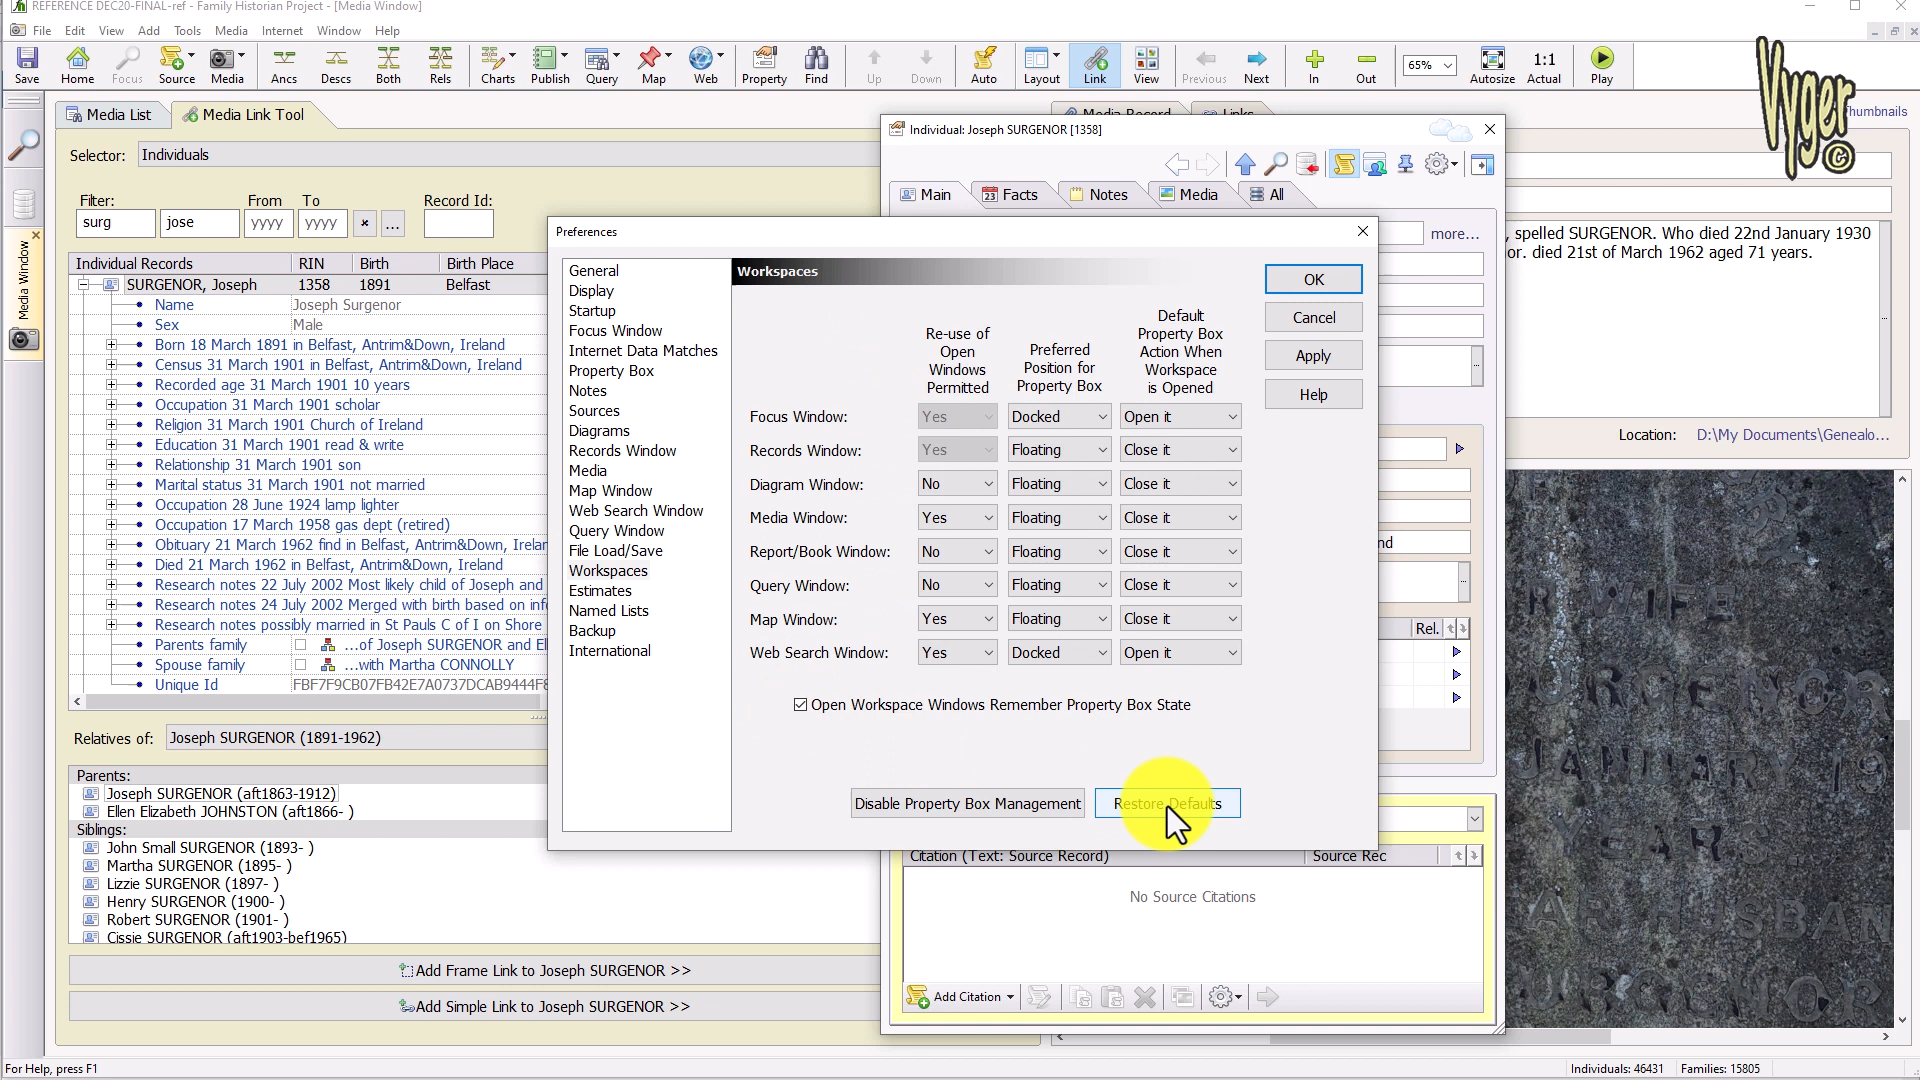 REFERENCE DEC20-FINAL-ref - Family Historian Project - [Media Window]
File Edit View Add Tools Media Internet Window Help
Save Home Focus Source Media Ancs Descs Both Rels Charts Publish Query Map Web Property Find Up Down Auto Layout Link View Previous Next In Out 65% Autosize 1:1 Actual Play
Vyger ©
Media List Media Link Tool
Media Record Links Thumbnails
Selector: Individuals
Filter: From To Record Id:
surg jose yyyy yyyy × ...
Media Window
Individual Records RIN Birth Birth Place
SURGENOR, Joseph 1358 1891 Belfast
Name Joseph Surgenor
Sex Male
Born 18 March 1891 in Belfast, Antrim&Down, Ireland
Census 31 March 1901 in Belfast, Antrim&Down, Ireland
Recorded age 31 March 1901 10 years
Occupation 31 March 1901 scholar
Religion 31 March 1901 Church of Ireland
Education 31 March 1901 read & write
Relationship 31 March 1901 son
Marital status 31 March 1901 not married
Occupation 28 June 1924 lamp lighter
Occupation 17 March 1958 gas dept (retired)
Obituary 21 March 1962 find in Belfast, Antrim&Down, Irelan
Died 21 March 1962 in Belfast, Antrim&Down, Ireland
Research notes 22 July 2002 Most likely child of Joseph and
Research notes 24 July 2002 Merged with birth based on info
Research notes possibly married in St Pauls C of I on Shore
Parents family ...of Joseph SURGENOR and El
Spouse family ...with Martha CONNOLLY
Unique Id FBF7F9CB07FB42E7A0737DCAB9444F8
Relatives of: Joseph SURGENOR (1891-1962)
Parents:
Joseph SURGENOR (aft1863-1912)
Ellen Elizabeth JOHNSTON (aft1866- )
Siblings:
John Small SURGENOR (1893- )
Martha SURGENOR (1895- )
Lizzie SURGENOR (1897- )
Henry SURGENOR (1900- )
Robert SURGENOR (1901- )
Cissie SURGENOR (aft1903-bef1965)
Add Frame Link to Joseph SURGENOR >>
Add Simple Link to Joseph SURGENOR >>
Individual: Joseph SURGENOR [1358]
Main Facts Notes Media All
more...
nd
Rel.
Preferences
General
Display
Startup
Focus Window
Internet Data Matches
Property Box
Notes
Sources
Diagrams
Records Window
Media
Map Window
Web Search Window
Query Window
File Load/Save
Workspaces
Estimates
Named Lists
Backup
International
Workspaces
Re-use of Open Windows Permitted
Preferred Position for Property Box
Default Property Box Action When Workspace is Opened
Focus Window: Yes Docked Open it
Records Window: Yes Floating Close it
Diagram Window: No Floating Close it
Media Window: Yes Floating Close it
Report/Book Window: No Floating Close it
Query Window: No Floating Close it
Map Window: Yes Floating Close it
Web Search Window: Yes Docked Open it
Open Workspace Windows Remember Property Box State
Disable Property Box Management Restore Defaults
OK
Cancel
Apply
Help
Citation (Text: Source Record) Source Rec
No Source Citations
Add Citation
, spelled SURGENOR. Who died 22nd January 1930
or. died 21st of March 1962 aged 71 years.
Location: D:\My Documents\Genealo...
WIFE
SURGENOR
JANUARY 19
YEARS
HUSBAN
SURGENOR
For Help, press F1
Individuals: 46431 Families: 15805